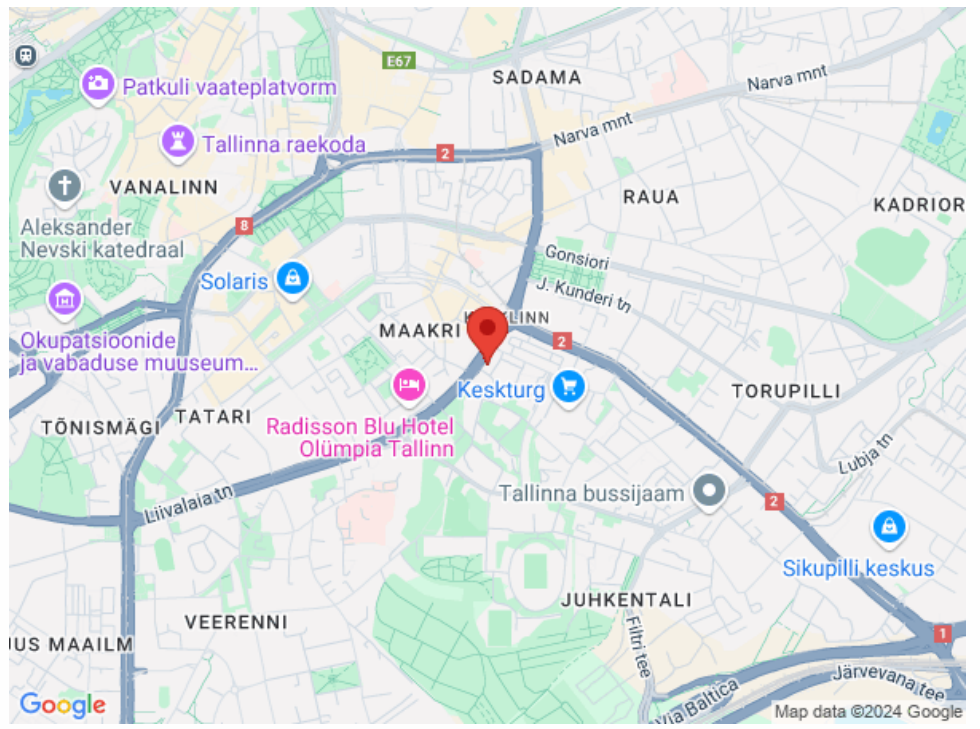 E67
SADAMA
Narva mnt
Patkuli vaateplatvorm
2
Narva mnt
Tallinna raekoda
VANALINN
RAUA
KADRIOR
8
Aleksander
Nevski katedraal
Gonsiori
Solaris
J. Kunderi tn
MAAKRI
LINN
2
Okupatsioonide
ja vabaduse muuseum...
Keskturg
TORUPILLI
TÕNISMÄGI
TATARI
Radisson Blu Hotel
Olümpia Tallinn
Lubja tn
Liivalaia tn
Tallinna bussijaam
2
Sikupilli keskus
JUHKENTALI
VEERENNI
Filtri tee
1
US MAAILM
Järvevana tee
Via Baltica
Google
Map data ©2024 Google